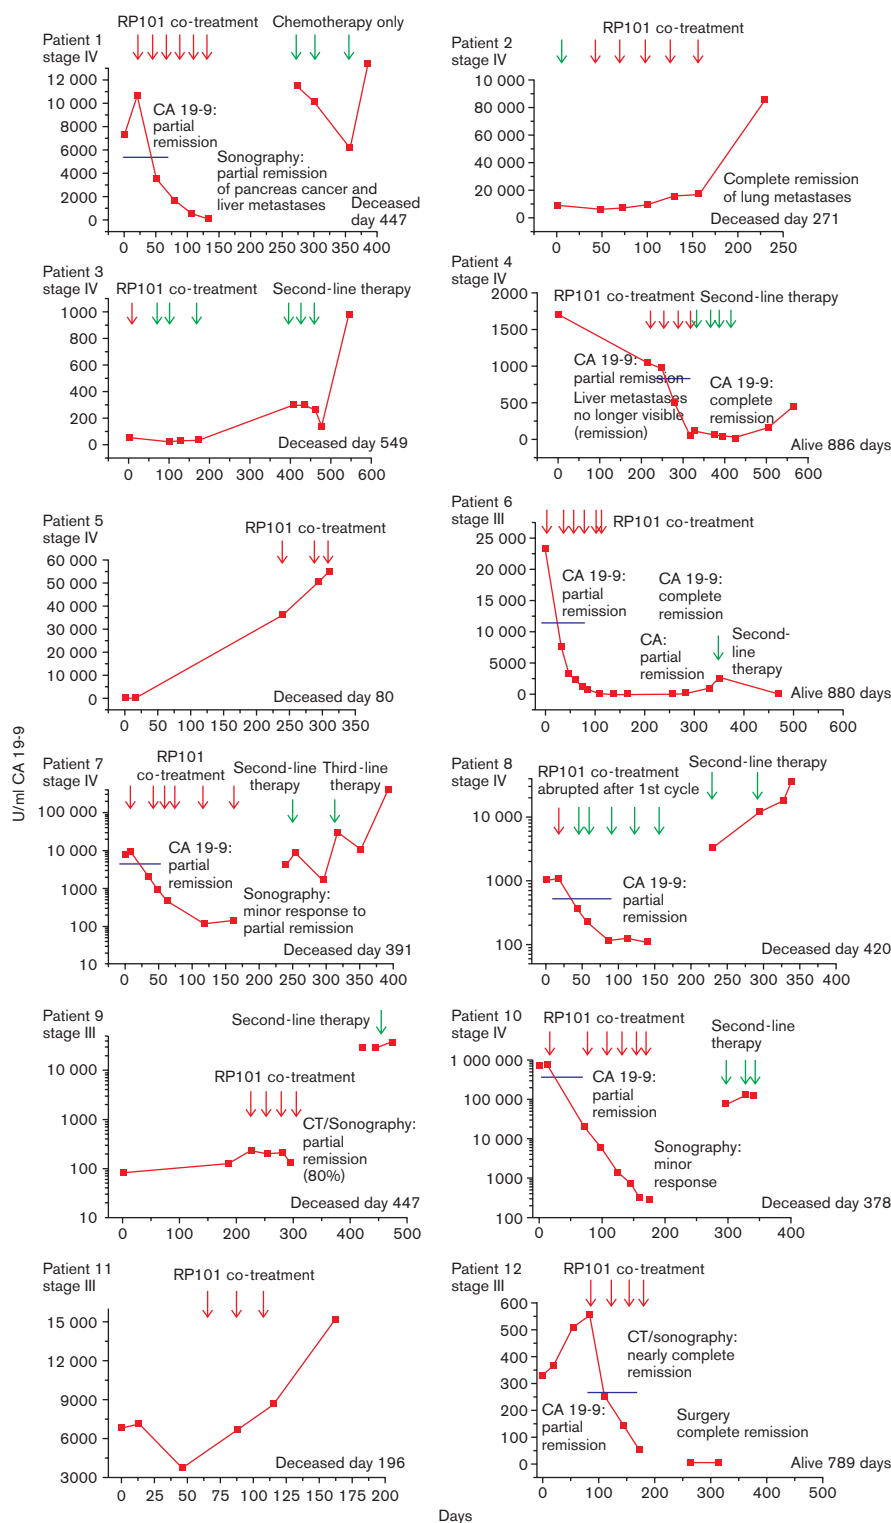 Patient 1
stage IV
RP101 co-treatment
Chemotherapy only
12 000
10 000
8000
6000
4000
2000
0
CA 19-9:
partial
remission
Sonography:
partial remission
of pancreas cancer and
liver metastases
Deceased
day 447
0 50 100 150 200 250 300 350 400
Patient 2
stage IV
RP101 co-treatment
80 000
60 000
40 000
20 000
0
Complete remission
of lung metastases
Deceased day 271
0 50 100 150 200 250
Patient 3
stage IV
RP101 co-treatment
Second-line therapy
1000
800
600
400
200
0
Deceased day 549
0 100 200 300 400 500 600
Patient 4
stage IV
RP101 co-treatment
Second-line therapy
2000
1500
1000
500
0
CA 19-9:
partial remission
Liver metastases
no longer visible
(remission)
CA 19-9:
complete
remission
Alive 886 days
0 100 200 300 400 500 600
Patient 5
stage IV
RP101 co-treatment
60 000
50 000
40 000
30 000
20 000
10 000
0
Deceased day 80
0 50 100 150 200 250 300 350
Patient 6
stage III
RP101 co-treatment
25 000
20 000
15 000
10 000
5000
0
CA 19-9:
partial
remission
CA 19-9:
complete
remission
CA:
partial
remission
Second-
line
therapy
Alive 880 days
0 100 200 300 400 500 600
U/ml CA 19-9
Patient 7
stage IV
RP101
co-treatment
Second-line
therapy
Third-line
therapy
100 000
10 000
1000
100
10
CA 19-9:
partial
remission
Sonography:
minor response to
partial remission
Deceased day 391
0 50 100 150 200 250 300 350 400
Patient 8
stage IV
RP101 co-treatment
abrupted after 1st cycle
Second-line therapy
10 000
1000
100
CA 19-9:
partial
remission
Deceased day 420
0 50 100 150 200 250 300 350 400
Patient 9
stage III
Second-line therapy
RP101 co-treatment
10 000
1000
100
10
CT/Sonography:
partial
remission
(80%)
Deceased day 447
0 100 200 300 400 500
Patient 10
stage IV
RP101 co-treatment
Second-line
therapy
1 000 000
100 000
10 000
1000
100
CA 19-9:
partial
remission
Sonography:
minor
response
Deceased day 378
0 100 200 300 400
Patient 11
stage III
RP101 co-treatment
15 000
12 000
9000
6000
3000
Deceased day 196
0 25 50 75 100 125 150 175 200
Patient 12
stage III
RP101 co-treatment
600
500
400
300
200
100
0
CT/sonography:
nearly complete
remission
CA 19-9:
partial
remission
Surgery
complete remission
Alive 789 days
0 100 200 300 400 500
Days